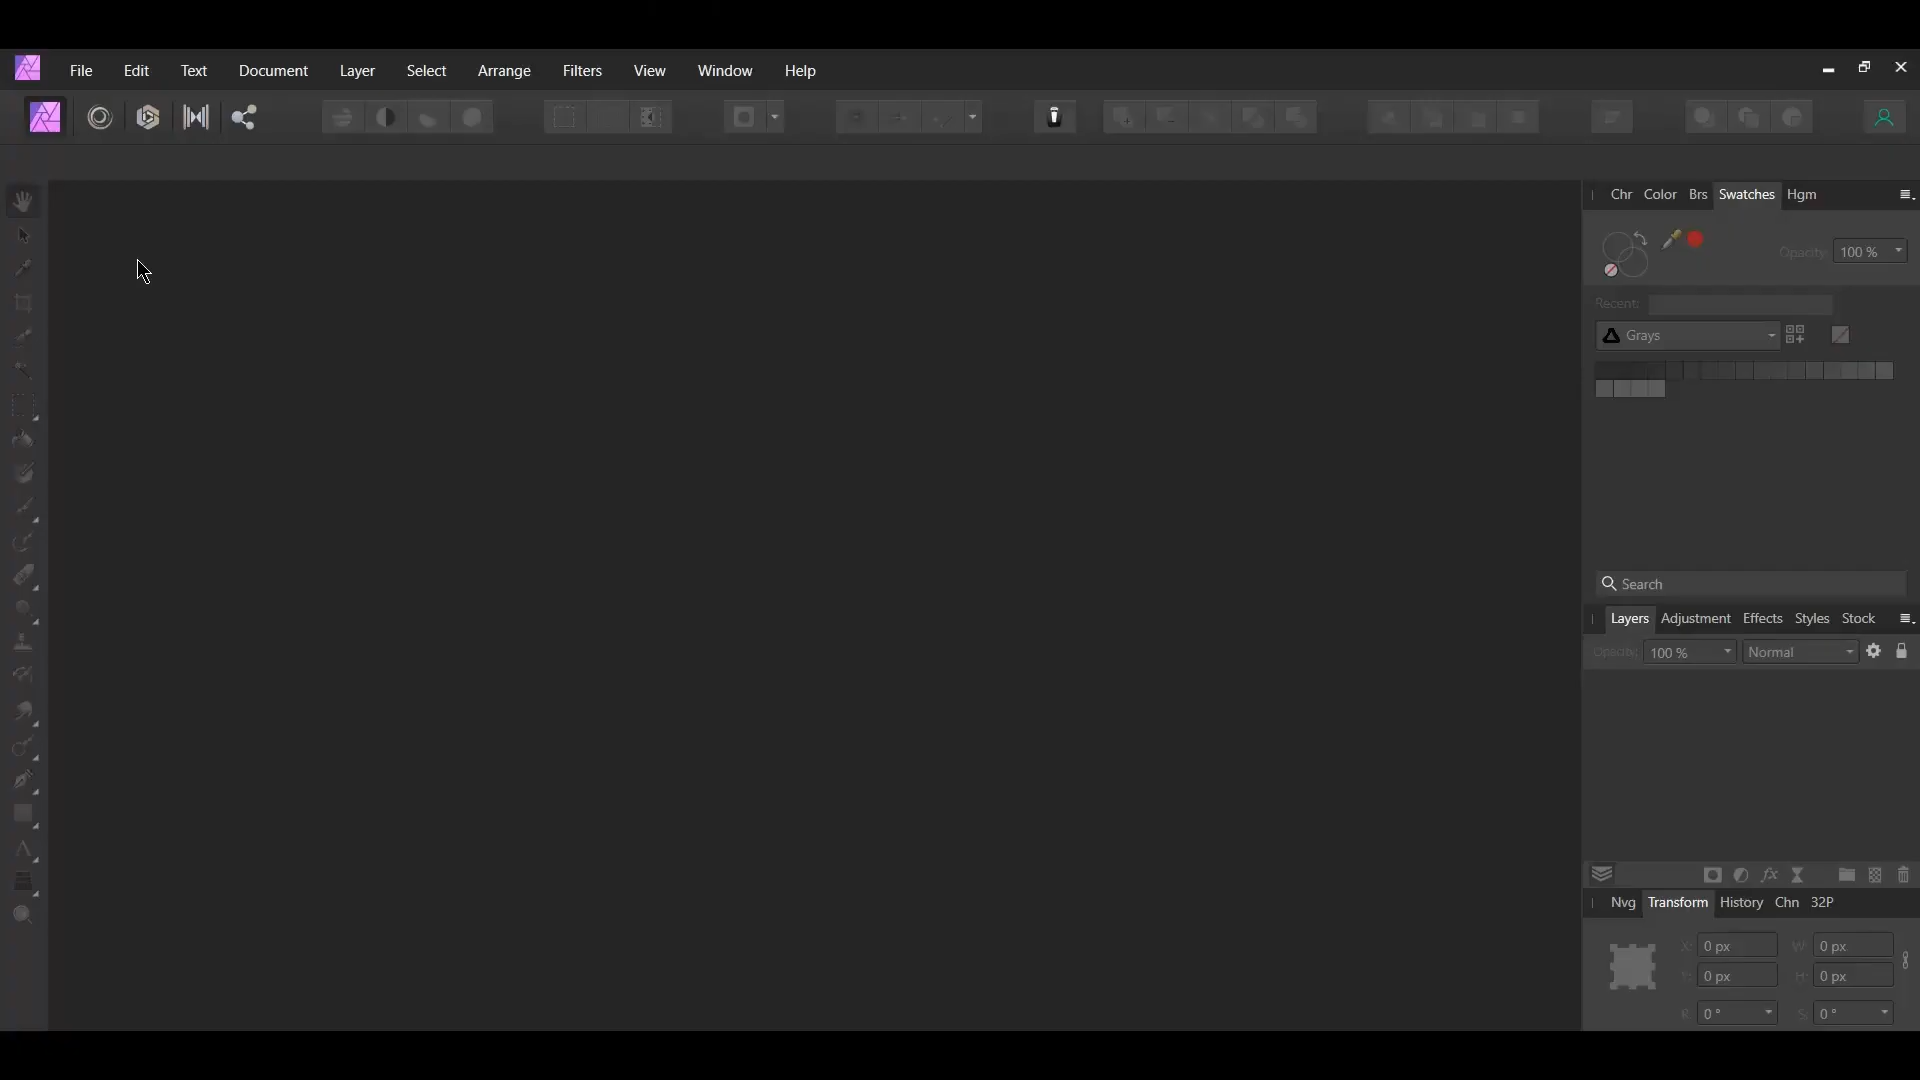 File Edit Text Document Layer Select Arrange Filters View Window Help
Chr Color Brs Swatches Hgm
Opacity: 100 %
Recent:
Grays
Search
Layers Adjustment Effects Styles Stock
Opacity: 100 % Normal
fx
Nvg Transform History Chn 32P
X: 0 px W: 0 px
Y: 0 px H: 0 px
R: 0 ° S: 0 °